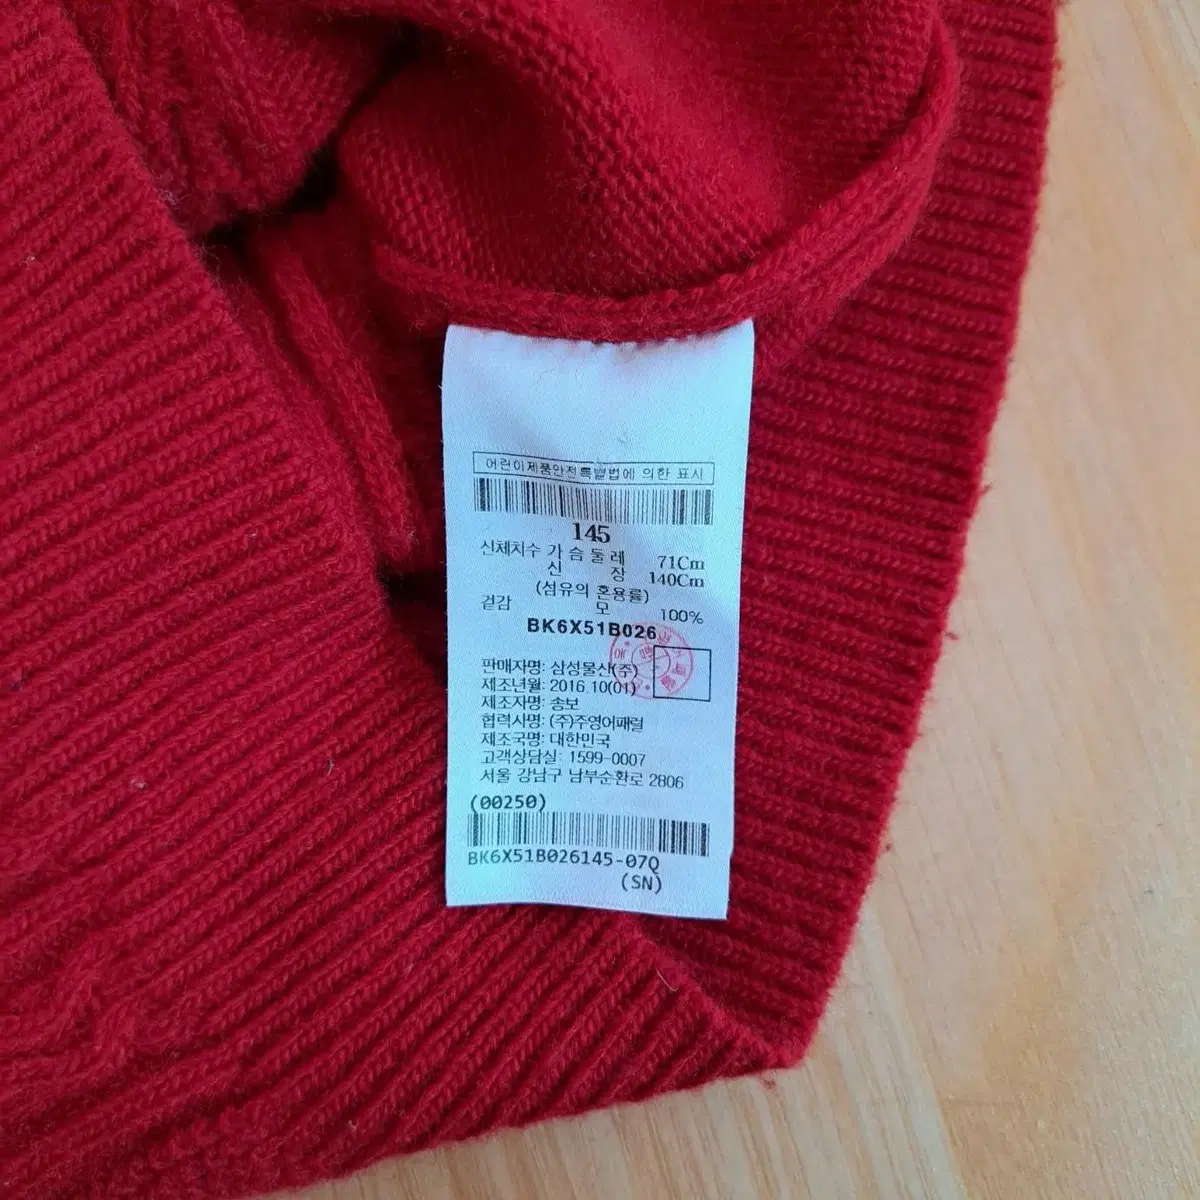 어린이제품안전특별법에 의한 표시
145
신체치수 가슴둘레 71Cm
신 장 140Cm
(섬유의 혼용률)
겉감 모 100%
BK6X51B026
판매자명: 삼성물산(주)
제조년월: 2016.10(01)
제조자명: 송보
협력사명: (주)주영어패럴
제조국명: 대한민국
고객상담실: 1599-0007
서울 강남구 남부순환로 2806
(00250)
BK6X51B026145-07Q
(SN)